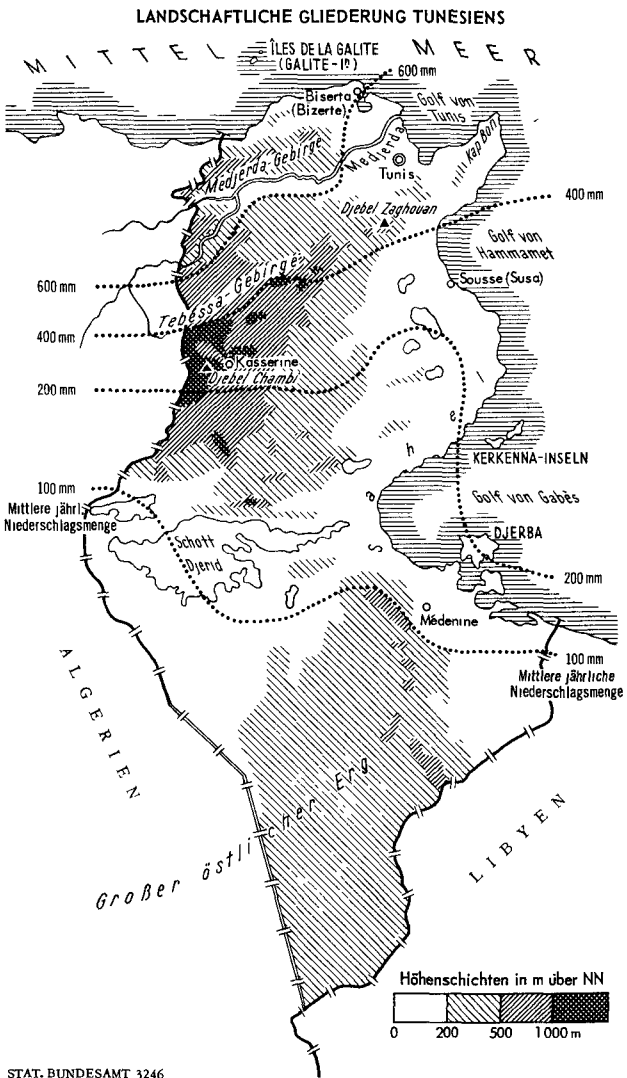 LANDSCHAFTLICHE GLIEDERUNG TUNESIENS
MITTELMEER
ÎLES DE LA GALITE
(GALITE-Iⁿ)
600 mm
Biserta
(Bizerte)
Golf von
Tunis
Kap Bon
Medjerda
Medjerda-Gebirge
Tunis
Djebel Zaghouan
400 mm
Golf von
Hammamet
600 mm
Tebessa-Gebirge
Sousse (Susa)
400 mm
Kasserine
Djebel Chambi
200 mm
Sahel
KERKENNA-INSELN
100 mm
Mittlere jährl.
Niederschlagsmenge
Golf von Gabès
Schott
Djerid
DJERBA
200 mm
Médenine
100 mm
Mittlere jährliche
Niederschlagsmenge
ALGERIEN
Großer östlicher Erg
LIBYEN
Höhenschichten in m über NN
0 200 500 1000 m
STAT. BUNDESAMT 3246